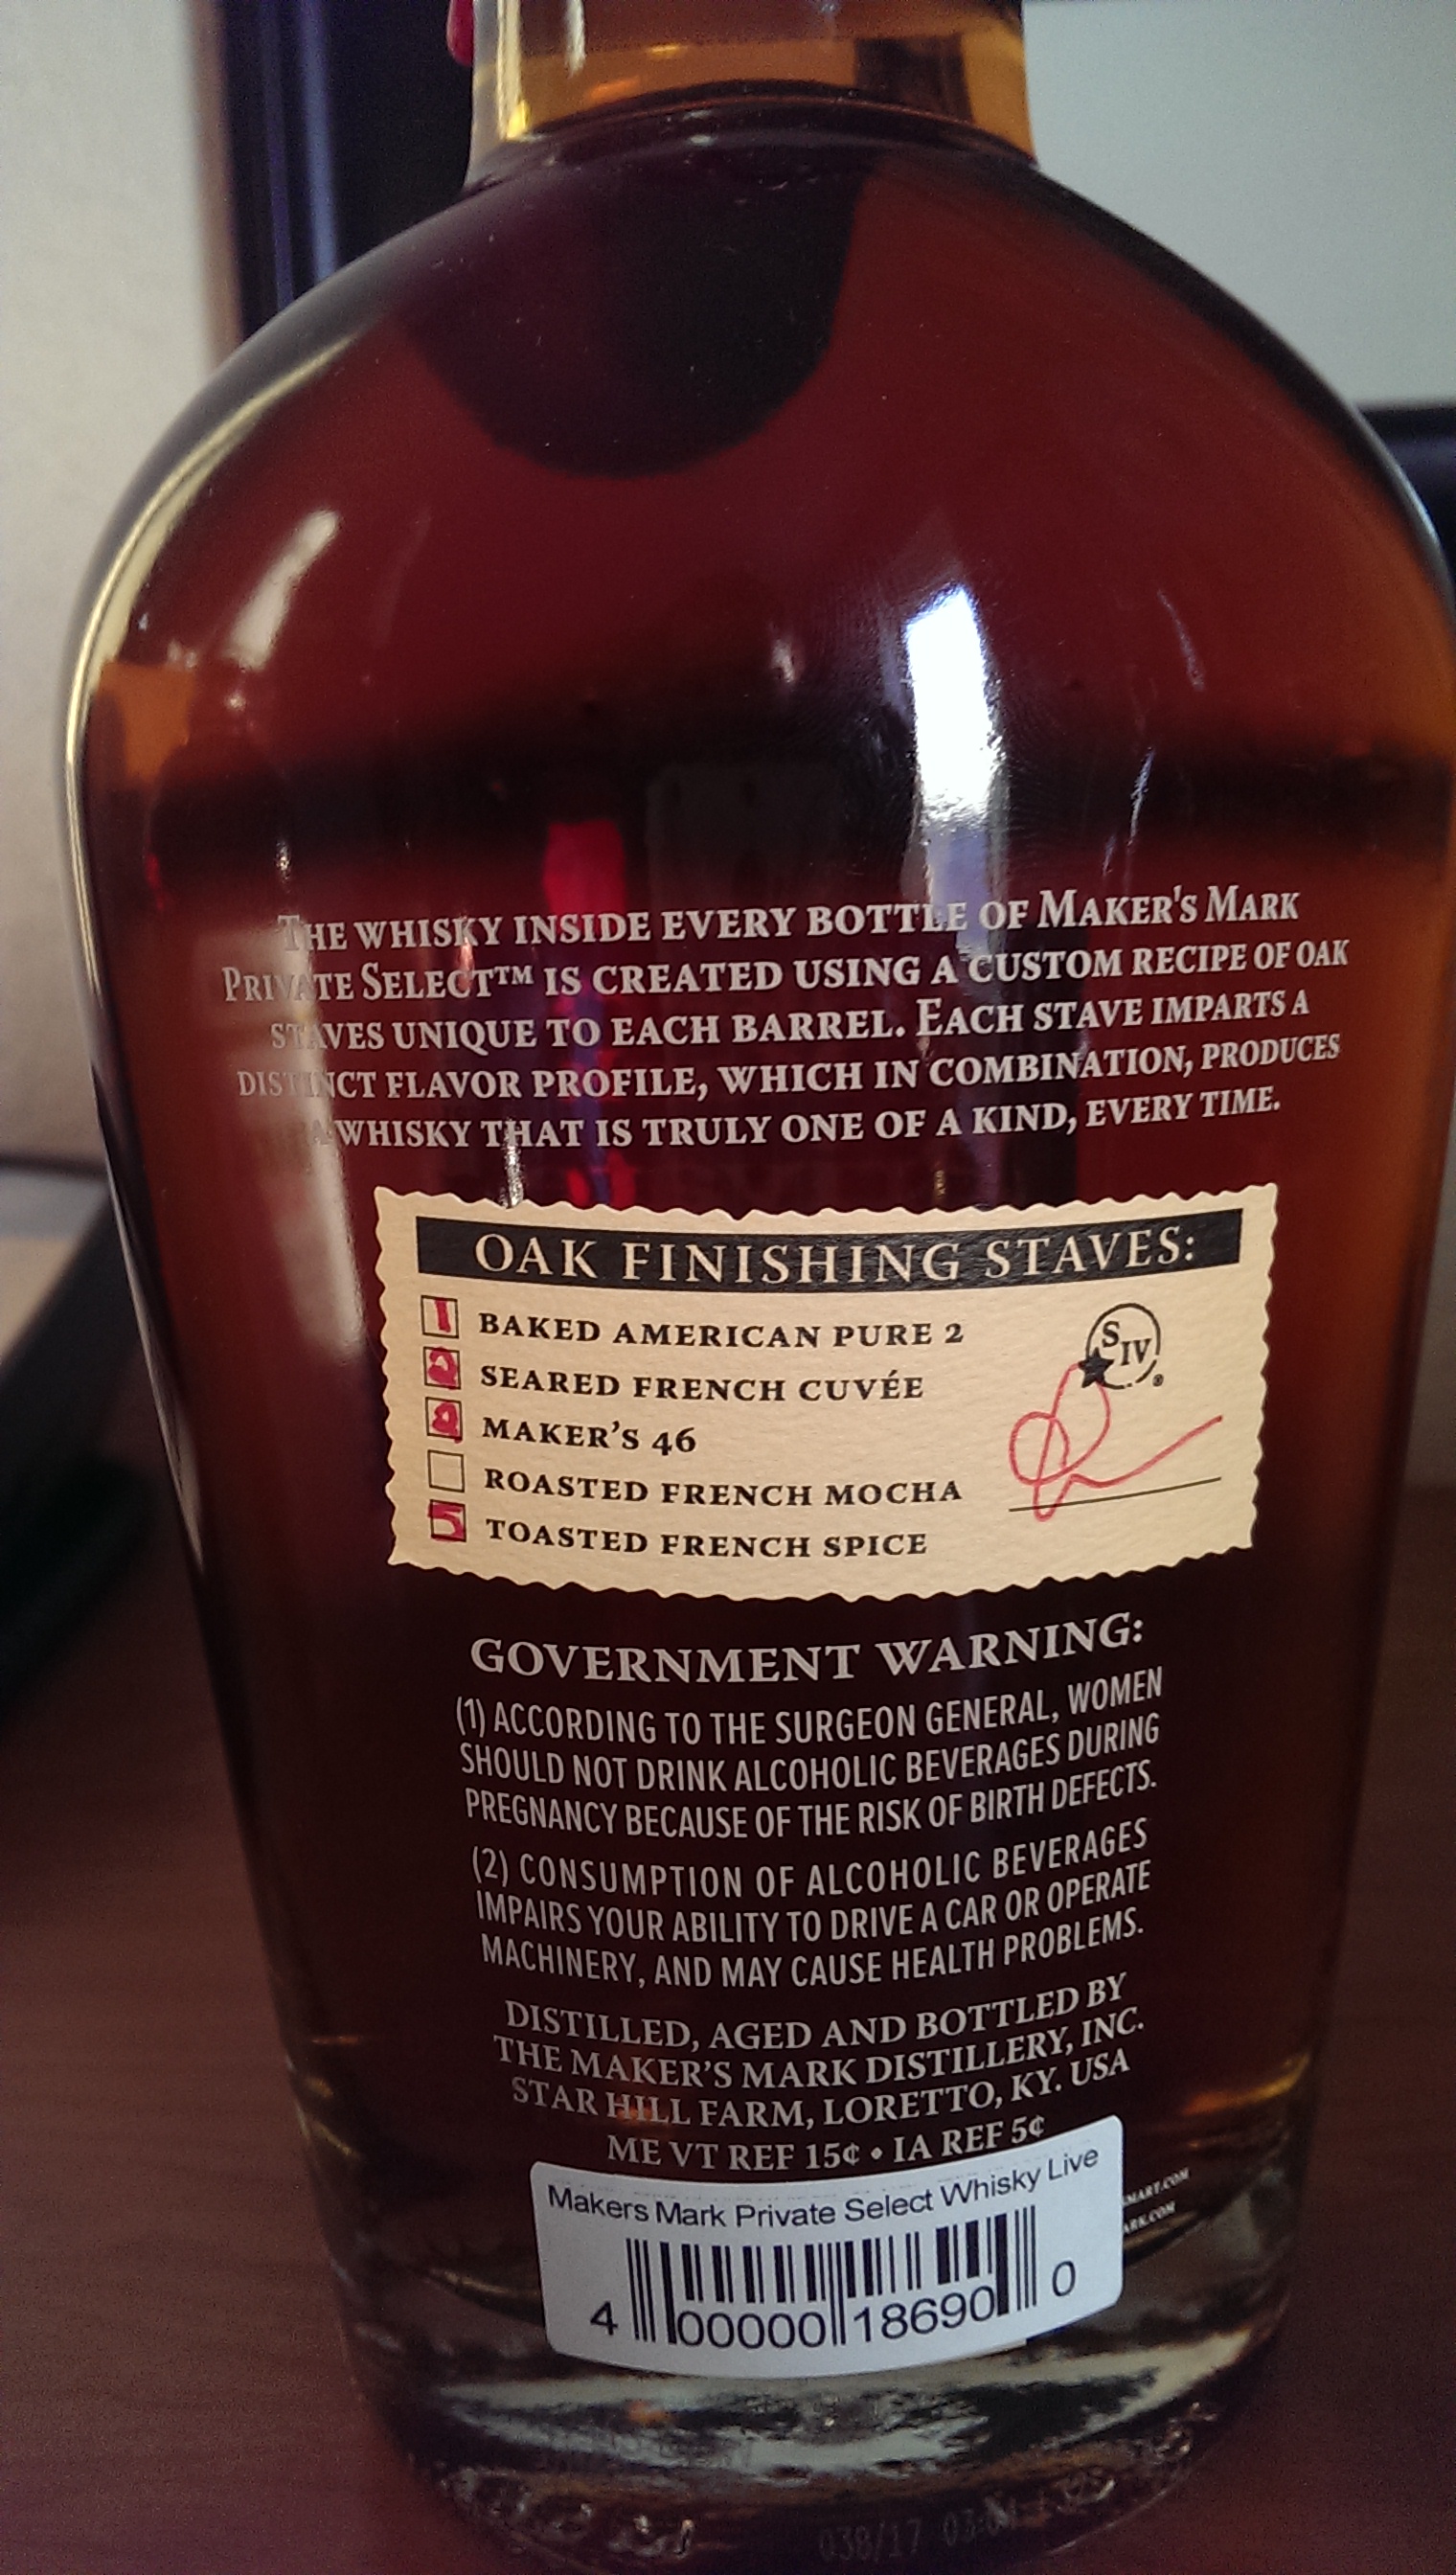 The whisky inside every bottle of Maker's Mark
Private Select™ is created using a custom recipe of oak
staves unique to each barrel. Each stave imparts a
distinct flavor profile, which in combination, produces
a whisky that is truly one of a kind, every time.
OAK FINISHING STAVES:
1 BAKED AMERICAN PURE 2
2 SEARED FRENCH CUVÉE
2 MAKER'S 46
ROASTED FRENCH MOCHA
5 TOASTED FRENCH SPICE
S IV ®
GOVERNMENT WARNING:
(1) ACCORDING TO THE SURGEON GENERAL, WOMEN
SHOULD NOT DRINK ALCOHOLIC BEVERAGES DURING
PREGNANCY BECAUSE OF THE RISK OF BIRTH DEFECTS.
(2) CONSUMPTION OF ALCOHOLIC BEVERAGES
IMPAIRS YOUR ABILITY TO DRIVE A CAR OR OPERATE
MACHINERY, AND MAY CAUSE HEALTH PROBLEMS.
DISTILLED, AGED AND BOTTLED BY
THE MAKER'S MARK DISTILLERY, INC.
STAR HILL FARM, LORETTO, KY. USA
ME VT REF 15¢ • IA REF 5¢
Makers Mark Private Select Whisky Live
4 00000 18690 0
038/17